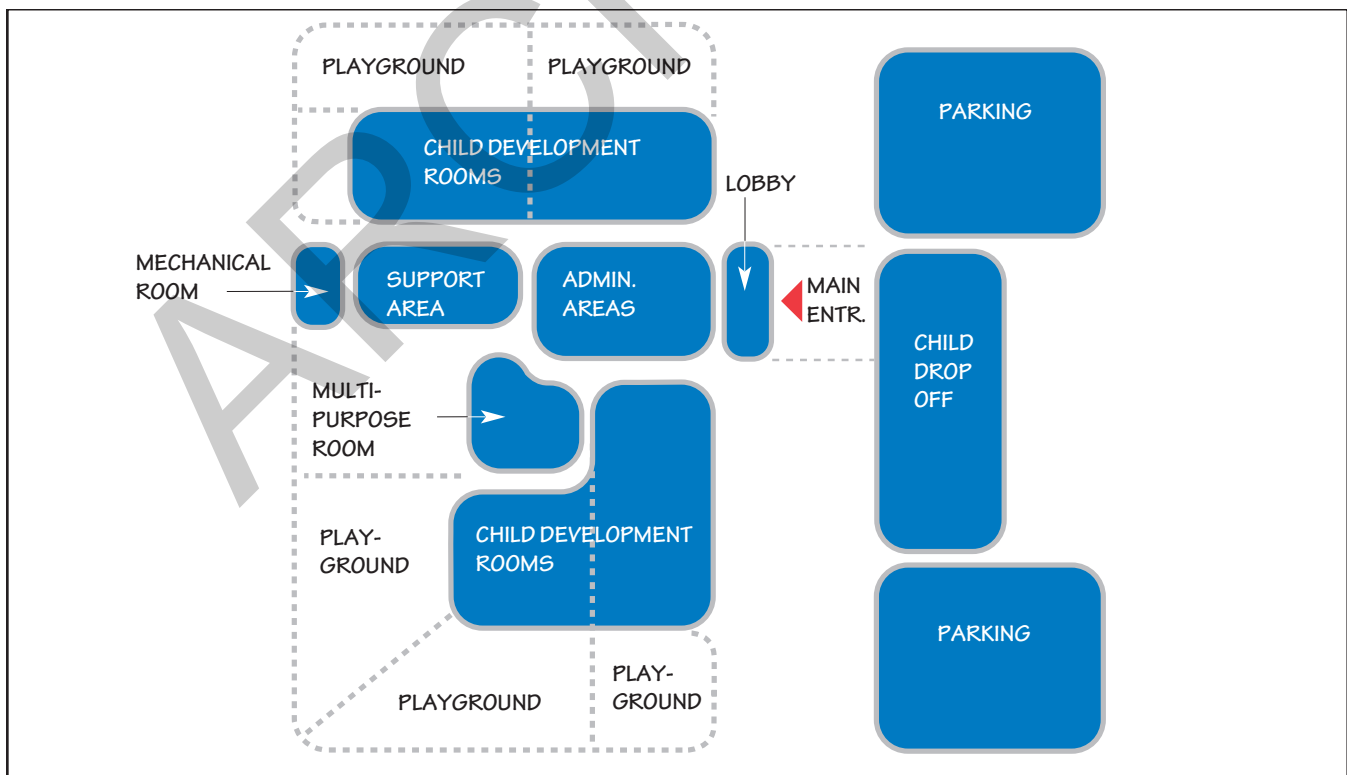 PLAYGROUND
PLAYGROUND
PARKING
CHILD DEVELOPMENT
ROOMS
LOBBY
MECHANICAL
ROOM
SUPPORT
AREA
ADMIN.
AREAS
MAIN
ENTR.
CHILD
DROP
OFF
MULTI-
PURPOSE
ROOM
PLAY-
GROUND
CHILD DEVELOPMENT
ROOMS
PARKING
PLAYGROUND
PLAY-
GROUND